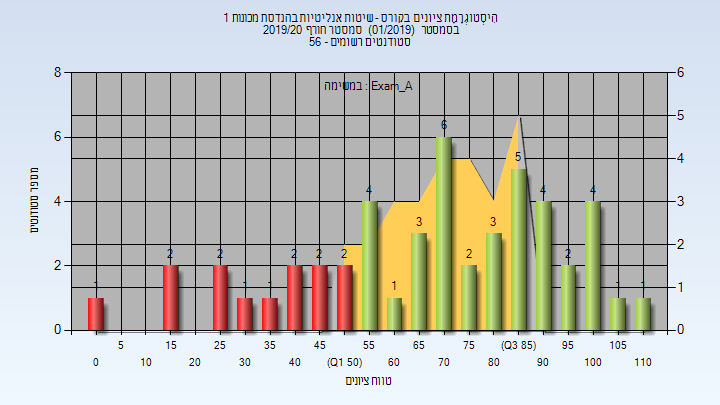 הִיסְטוֹגְרַמַת ציונים בקורס - שיטות אנליטיות בהנדסת מכונות 1
בסמסטר (01/2019) סמסטר חורף 2019/20
סטודנטים רשומים - 56
במשימה : Exam_A
8 6 4 2 0
6 5 4 3 2 1 0
מספר סטודנטים
1 2 2 1 1 2 2 2 4 1 3 6 2 3 5 4 2 4 1 1
5 15 25 35 45 55 65 75 (Q3 85) 95 105
0 10 20 30 40 (Q1 50) 60 70 80 90 100 110
טווח ציונים